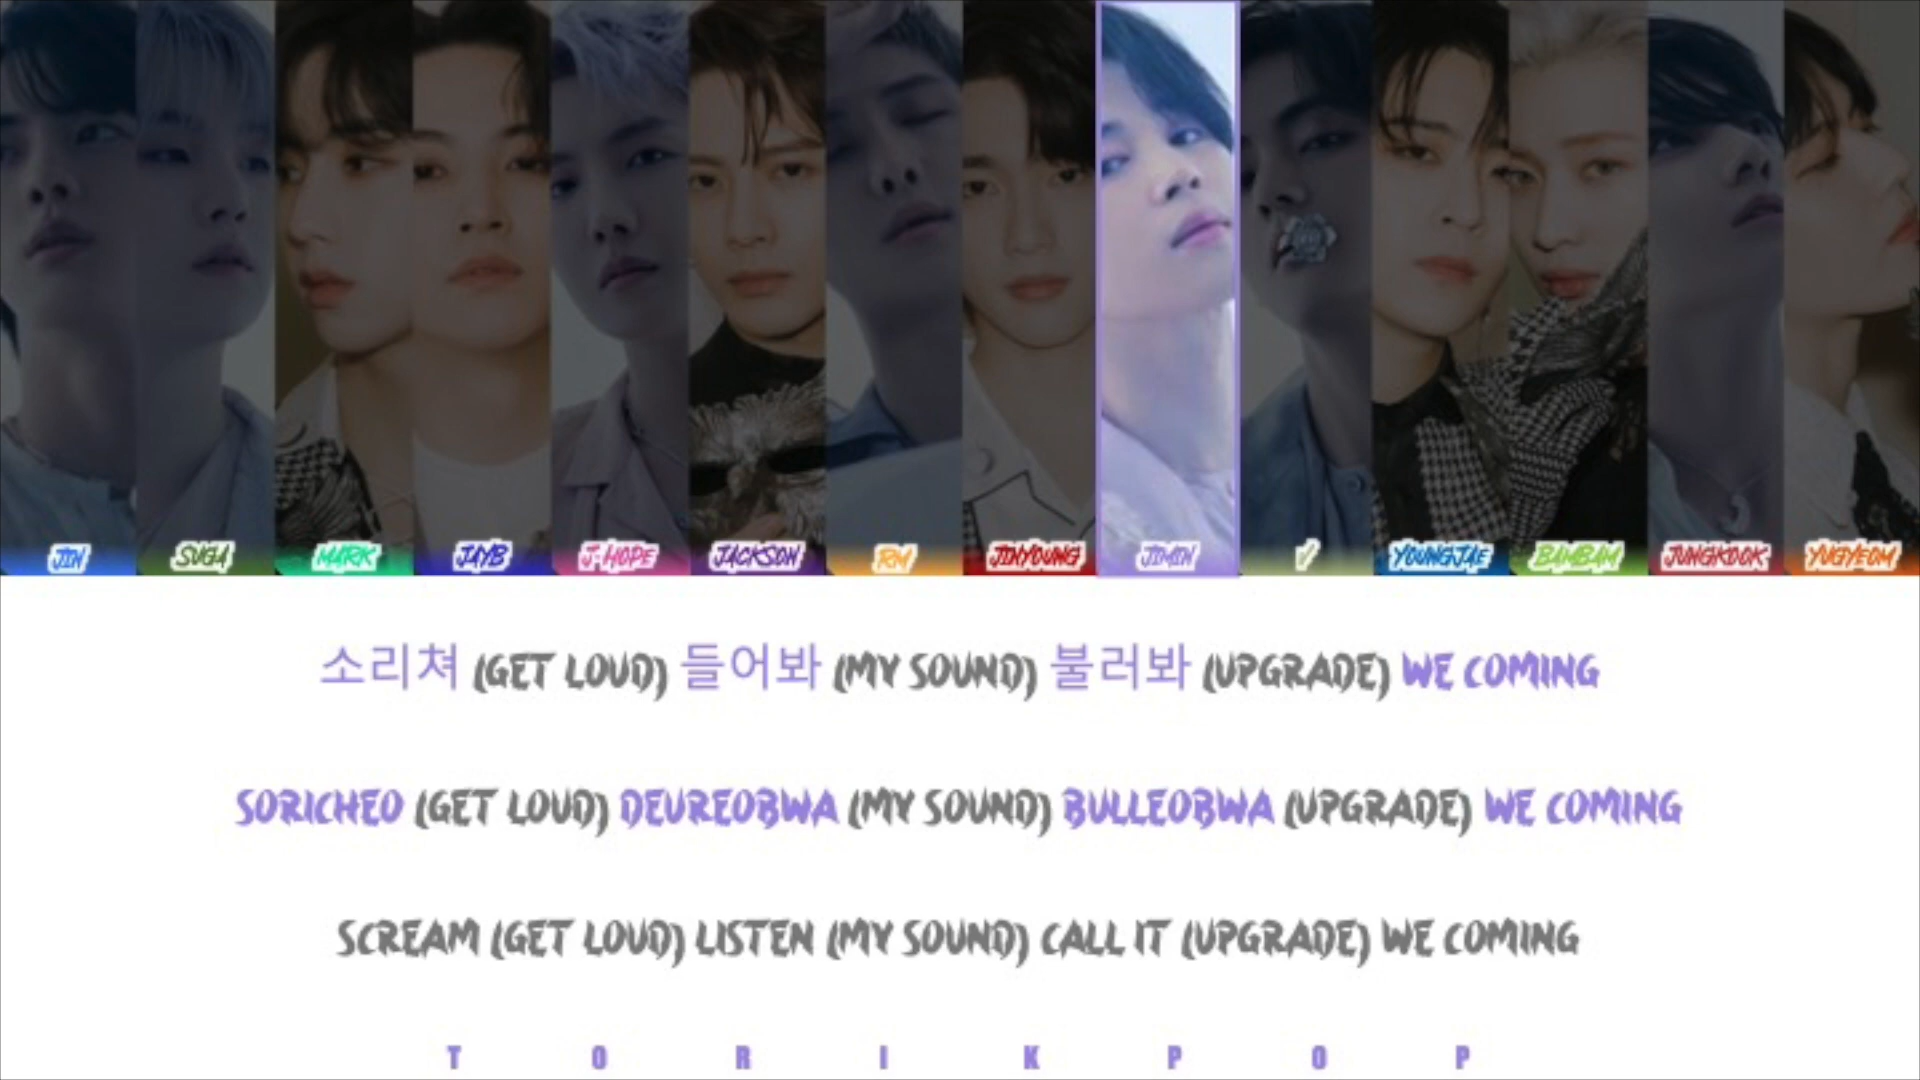 JIN SUGA MARK JAYB J-HOPE JACKSON RM JINYOUNG JIMIN V YOUNGJAE BAMBAM JUNGKOOK YUGYEOM
소리쳐 (GET LOUD) 들어봐 (MY SOUND) 불러봐 (UPGRADE) WE COMING
SORICHEO (GET LOUD) DEUREOBWA (MY SOUND) BULLEOBWA (UPGRADE) WE COMING
SCREAM (GET LOUD) LISTEN (MY SOUND) CALL IT (UPGRADE) WE COMING
T O R I K P O P